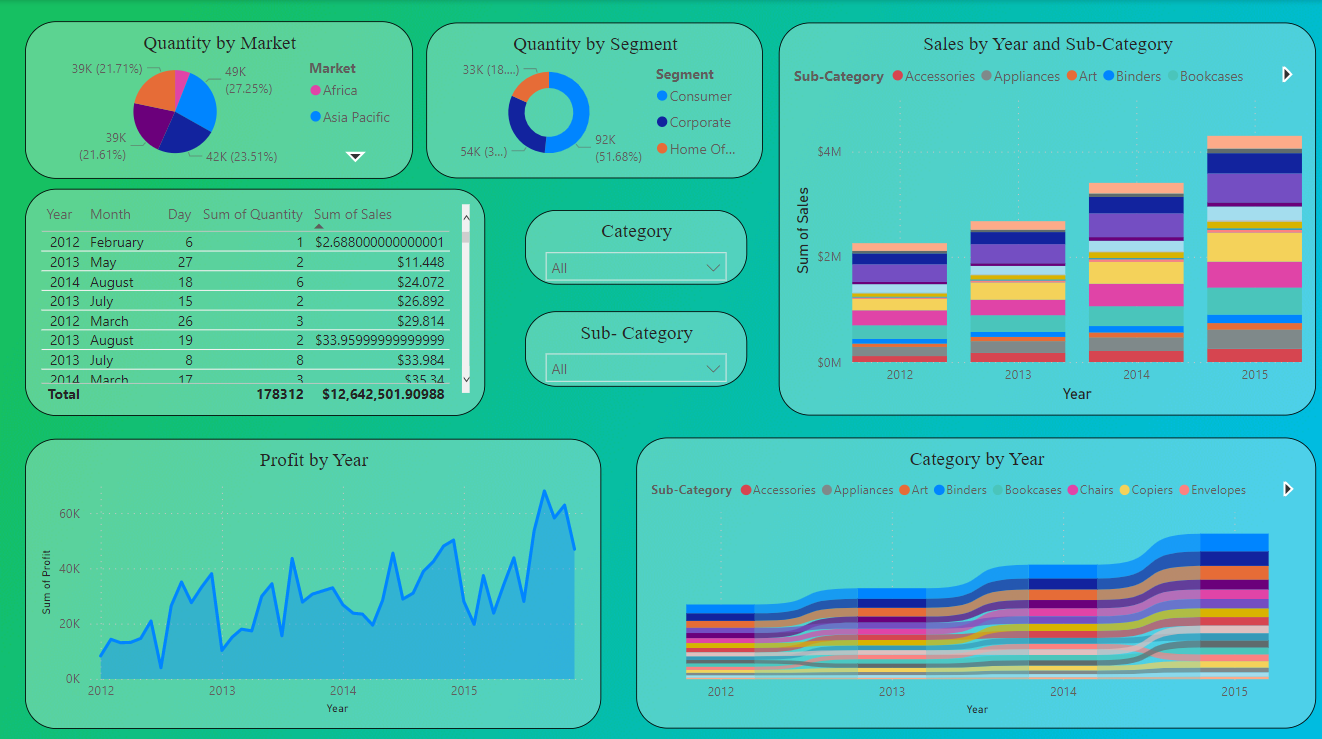 Quantity by Market
39K (21.71%)
49K
(27.25%)
39K
(21.61%)
42K (23.51%)
Market
Africa
Asia Pacific
Quantity by Segment
33K (18....)
54K (3...)
92K
(51.68%)
Segment
Consumer
Corporate
Home Of...
Sales by Year and Sub-Category
Sub-Category Accessories Appliances Art Binders Bookcases
Sum of Sales
$4M
$2M
$0M
2012 2013 2014 2015
Year
Year Month Day Sum of Quantity Sum of Sales
2012 February 6 1 $2.688000000000001
2013 May 27 2 $11.448
2014 August 18 6 $24.072
2013 July 15 2 $26.892
2012 March 26 3 $29.814
2013 August 19 2 $33.95999999999999
2013 July 8 8 $33.984
2014 March 17 3 $35.34
Total 178312 $12,642,501.90988
Category
All
Sub- Category
All
Profit by Year
Sum of Profit
60K
40K
20K
0K
2012 2013 2014 2015
Year
Category by Year
Sub-Category Accessories Appliances Art Binders Bookcases Chairs Copiers Envelopes
2012 2013 2014 2015
Year